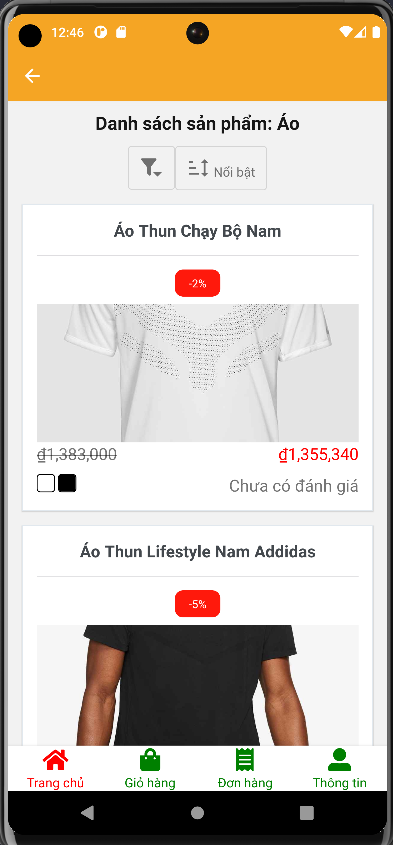 12:46
Danh sách sản phẩm: Áo
Nổi bật
Áo Thun Chạy Bộ Nam
-2%
₫1,383,000 ₫1,355,340
Chưa có đánh giá
Áo Thun Lifestyle Nam Addidas
-5%
Trang chủ Giỏ hàng Đơn hàng Thông tin